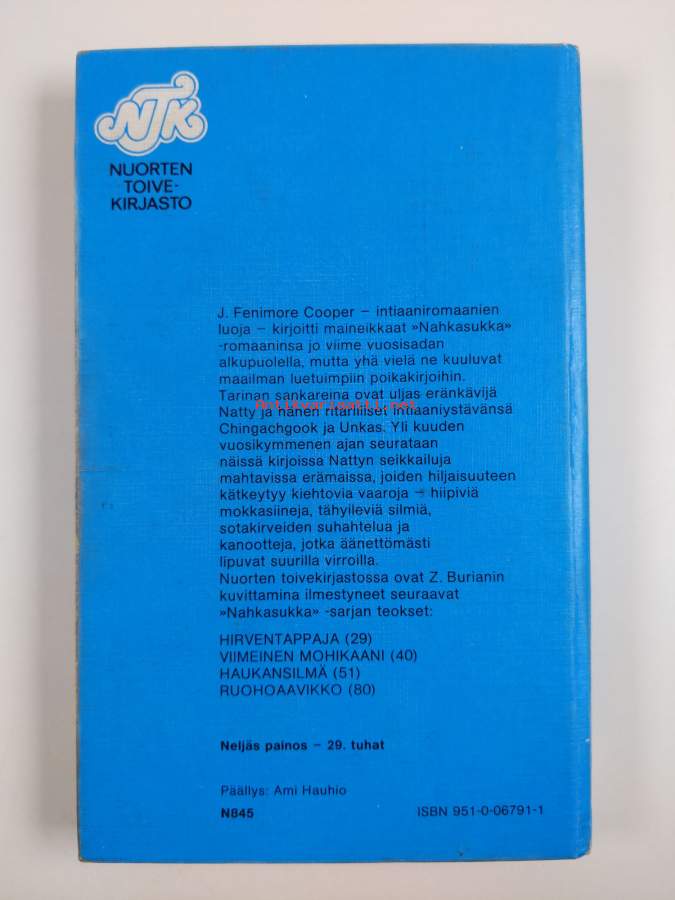 NTK
NUORTEN
TOIVE-
KIRJASTO
J. Fenimore Cooper – intiaaniromaanien
luoja – kirjoitti maineikkaat »Nahkasukka»
-romaaninsa jo viime vuosisadan
alkupuolella, mutta yhä vielä ne kuuluvat
maailman luetuimpiin poikakirjoihin.
Tarinan sankareina ovat uljas eränkävijä
Antikvariaatti.net
Natty ja hänen ritarilliset intiaaniystävänsä
Chingachgook ja Unkas. Yli kuuden
vuosikymmenen ajan seurataan
näissä kirjoissa Nattyn seikkailuja
mahtavissa erämaissa, joiden hiljaisuuteen
kätkeytyy kiehtovia vaaroja – hiipiviä
mokkasiineja, tähyileviä silmiä,
sotakirveiden suhahtelua ja
kanootteja, jotka äänettömästi
lipuvat suurilla virroilla.
Nuorten toivekirjastossa ovat Z. Burianin
kuvittamina ilmestyneet seuraavat
»Nahkasukka» -sarjan teokset:
HIRVENTAPPAJA (29)
VIIMEINEN MOHIKAANI (40)
HAUKANSILMÄ (51)
RUOHOAAVIKKO (80)
Neljäs painos – 29. tuhat
Päällys: Ami Hauhio
N845 ISBN 951-0-06791-1